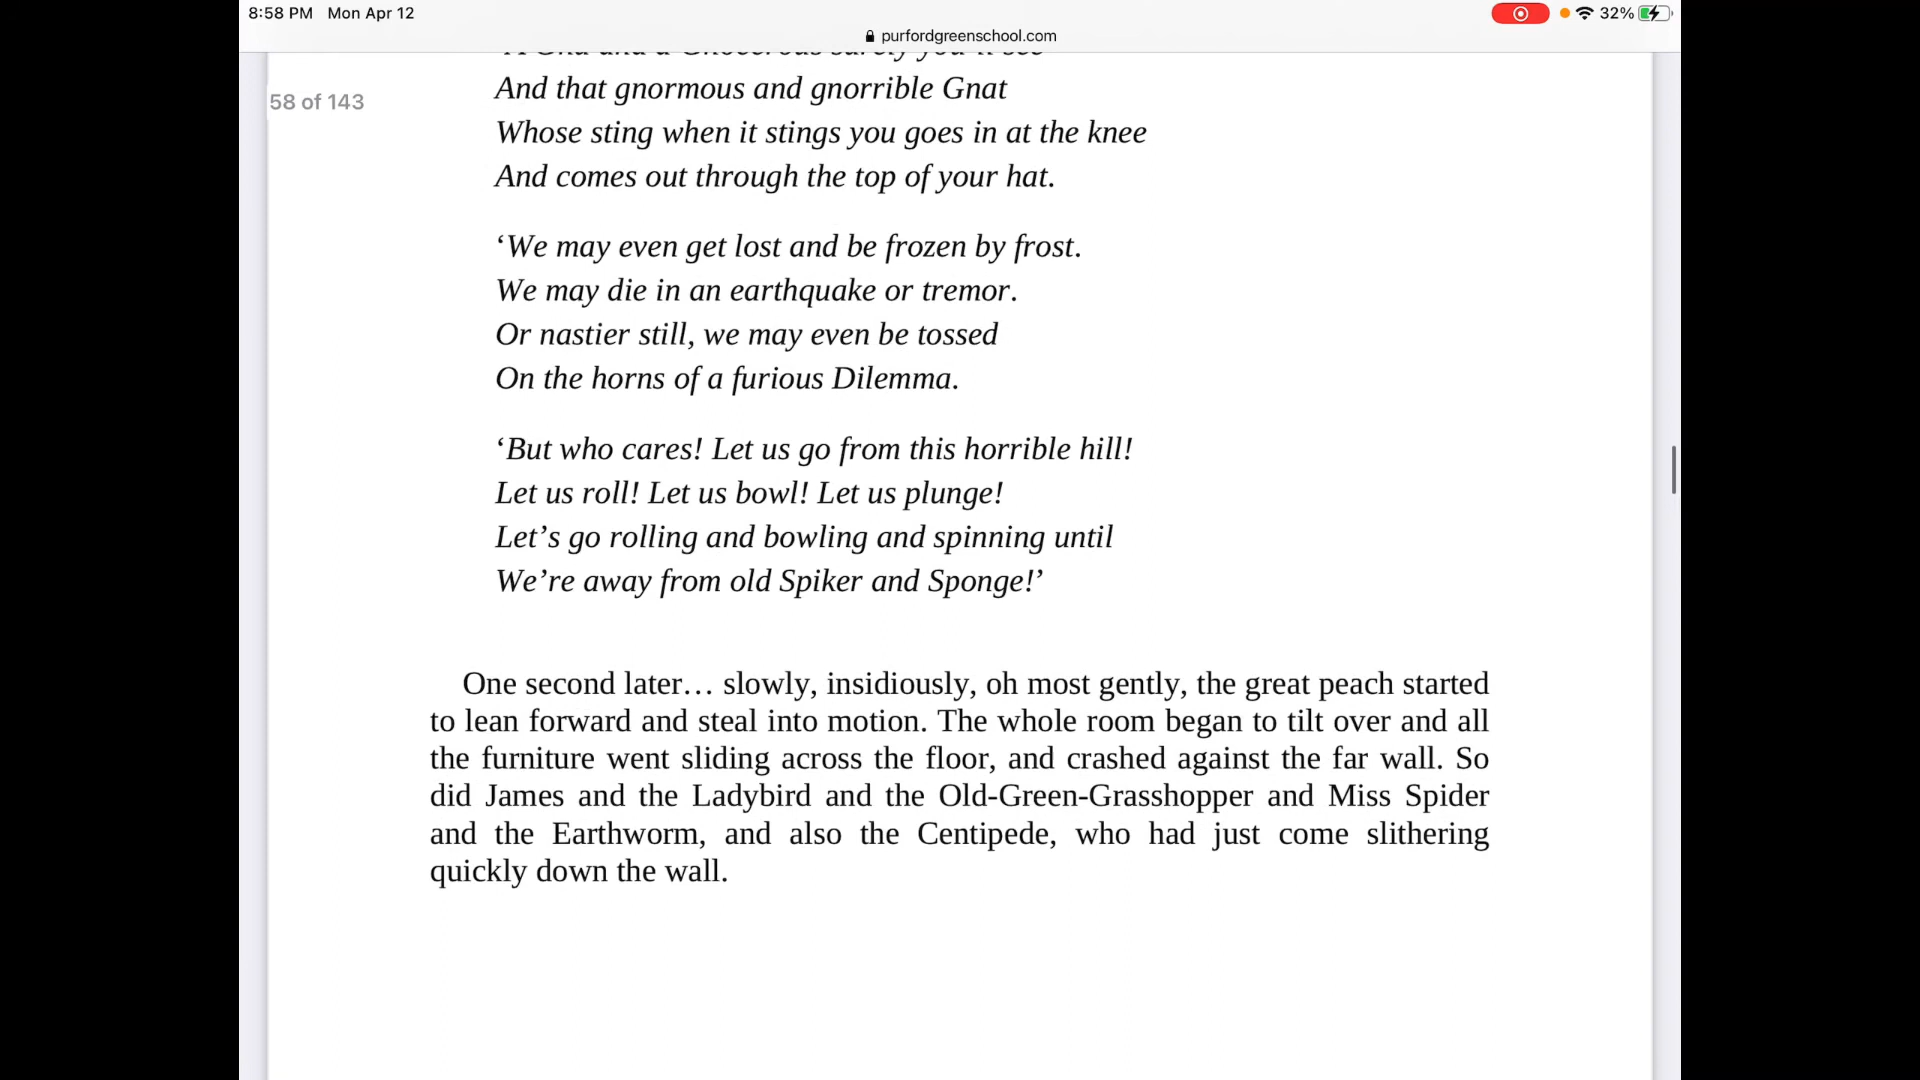 8:58 PM Mon Apr 12
32%
purfordgreenschool.com
58 of 143
And that gnormous and gnorrible Gnat
Whose sting when it stings you goes in at the knee
And comes out through the top of your hat.
‘We may even get lost and be frozen by frost.
We may die in an earthquake or tremor.
Or nastier still, we may even be tossed
On the horns of a furious Dilemma.
‘But who cares! Let us go from this horrible hill!
Let us roll! Let us bowl! Let us plunge!
Let’s go rolling and bowling and spinning until
We’re away from old Spiker and Sponge!’
One second later… slowly, insidiously, oh most gently, the great peach started
to lean forward and steal into motion. The whole room began to tilt over and all
the furniture went sliding across the floor, and crashed against the far wall. So
did James and the Ladybird and the Old-Green-Grasshopper and Miss Spider
and the Earthworm, and also the Centipede, who had just come slithering
quickly down the wall.